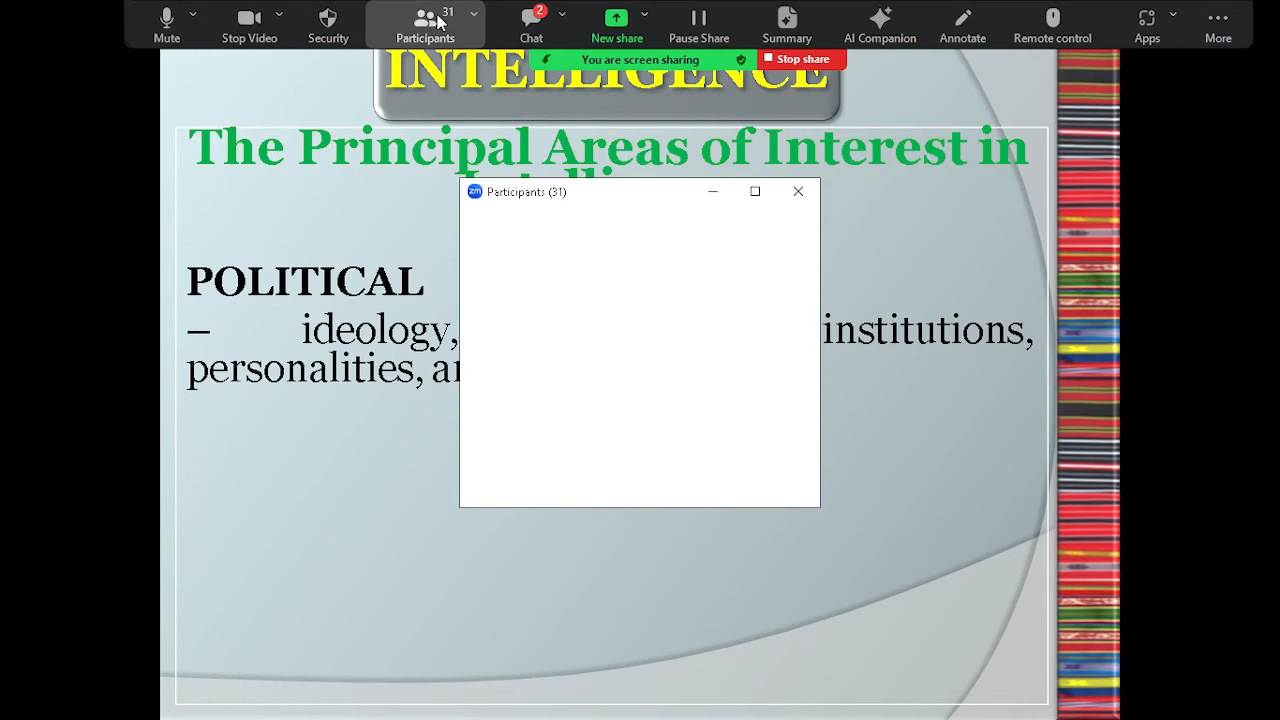 31
2
Mute
Stop Video
Security
Participants
Chat
New share
Pause Share
Summary
AI Companion
Annotate
Remote control
Apps
More
You are screen sharing
Stop share
INTELLIGENCE
The Principal Areas of Interest in
zm Participants (31)
POLITICAL
– ideology, institutions,
personalities,